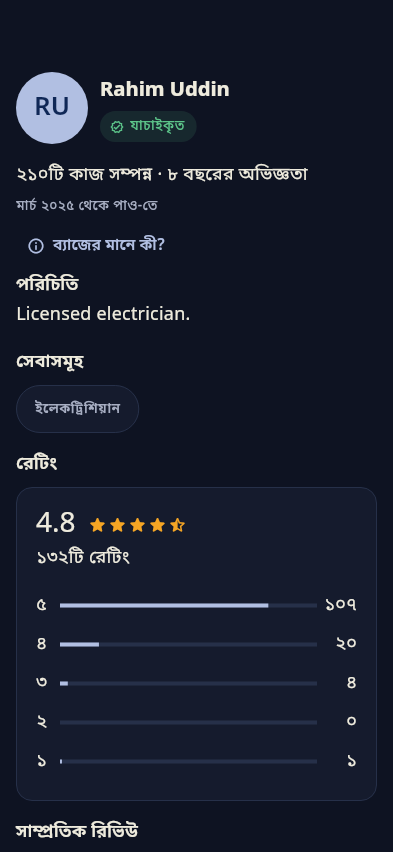 RU
Rahim Uddin
যাচাইকৃত
২১০টি কাজ সম্পন্ন · ৮ বছরের অভিজ্ঞতা
মার্চ ২০২৫ থেকে পাও-তে
ব্যাজের মানে কী?
পরিচিতি
Licensed electrician.
সেবাসমূহ
ইলেকট্রিশিয়ান
রেটিং
4.8
১৩২টি রেটিং
৫ ১০৭
৪ ২০
৩ ৪
২ ০
১ ১
সাম্প্রতিক রিভিউ